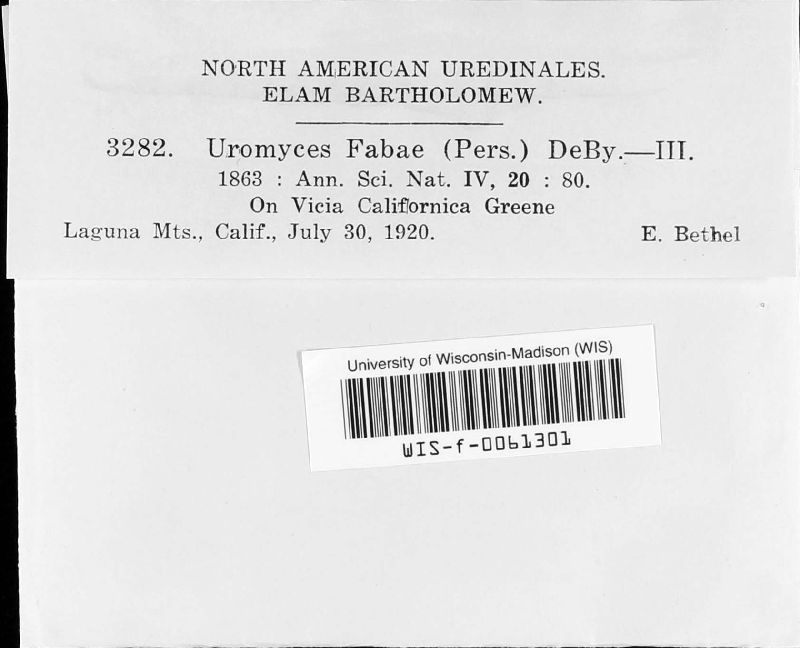 NORTH AMERICAN UREDINALES.
ELAM BARTHOLOMEW.
3282. Uromyces Fabae (Pers.) DeBy.—III.
1863 : Ann. Sci. Nat. IV, 20 : 80.
On Vicia Californica Greene
Laguna Mts., Calif., July 30, 1920. E. Bethel
University of Wisconsin-Madison (WIS)
WIS-f-0061301